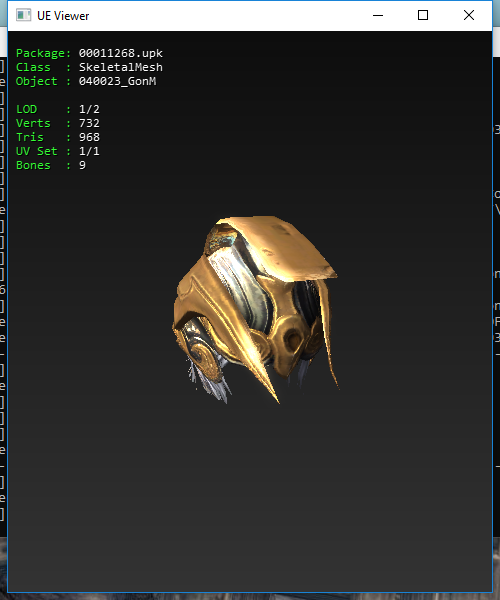 UE Viewer
Package: 00011268.upk
Class : SkeletalMesh
Object : 040023_GonM
LOD : 1/2
Verts : 732
Tris : 968
UV Set : 1/1
Bones : 9